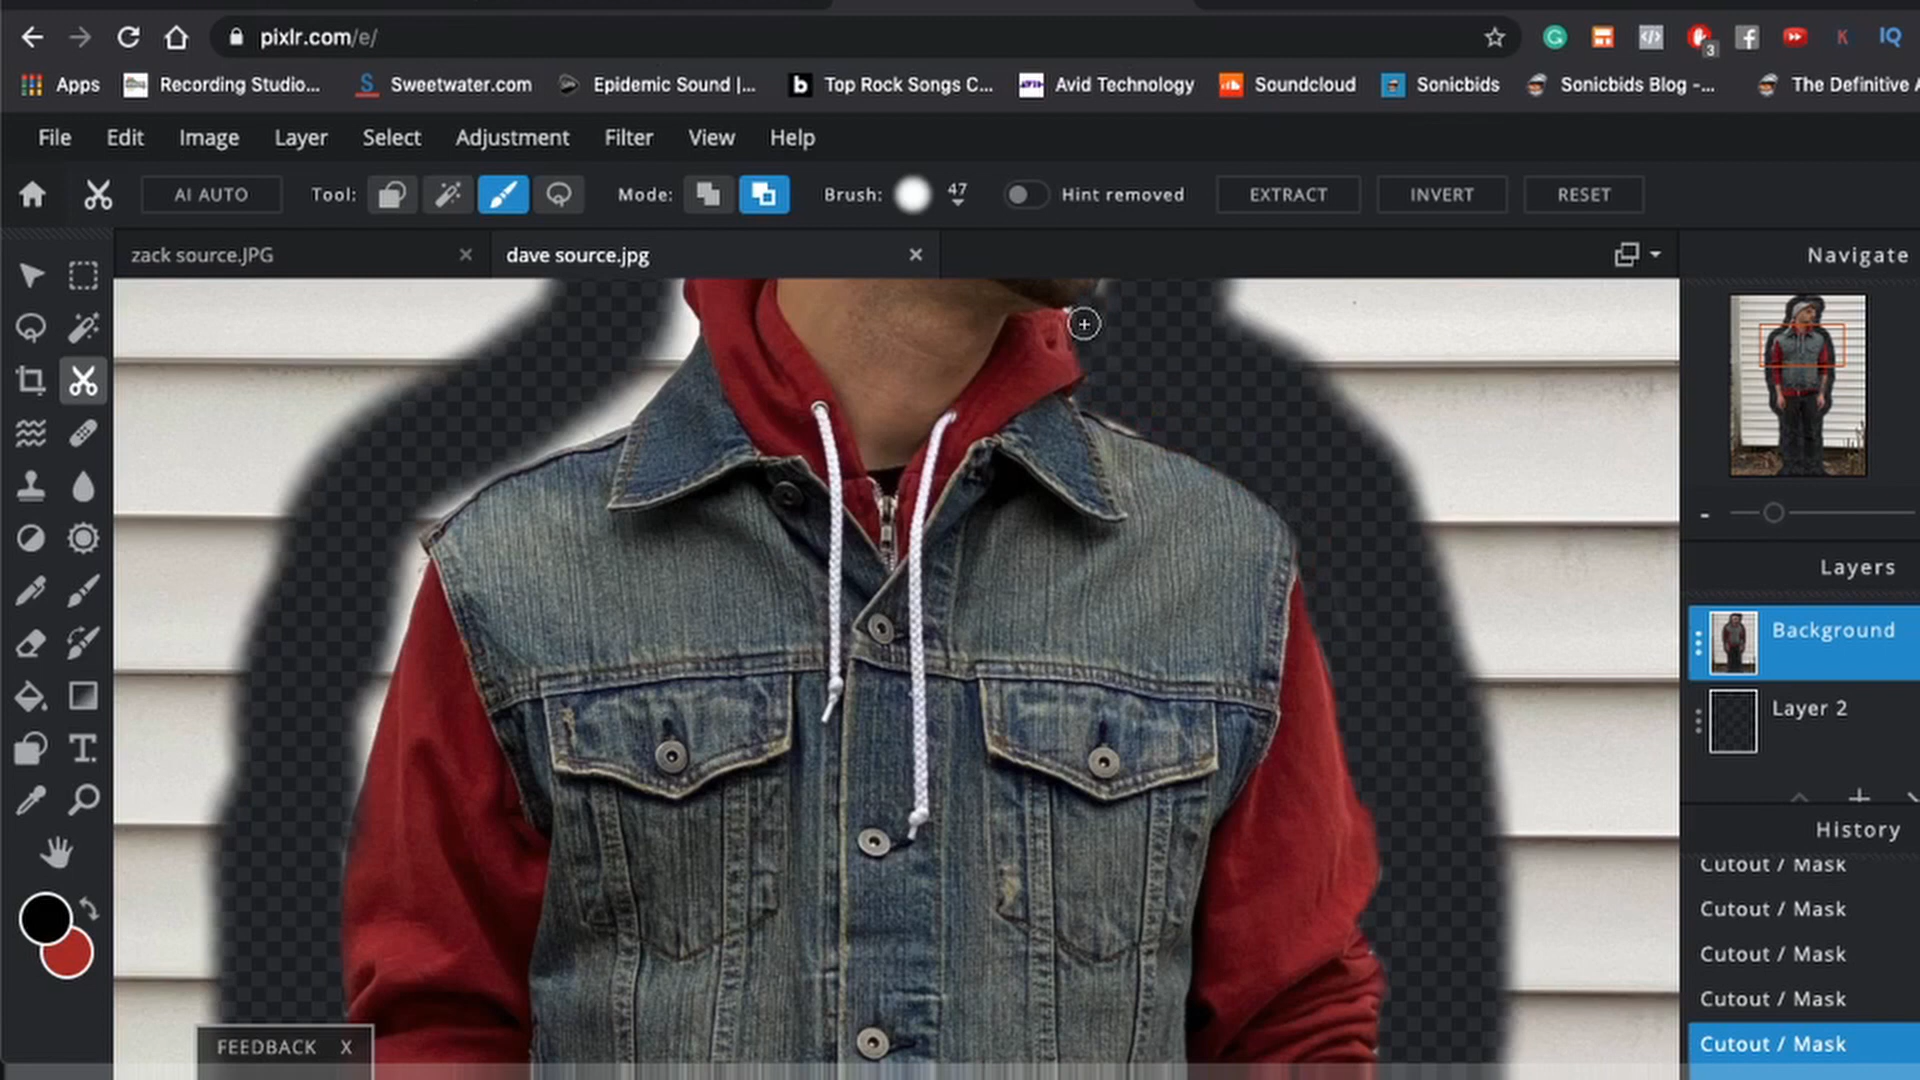 pixlr.com/e/
3
K
IQ
Apps
Recording Studio...
Sweetwater.com
Epidemic Sound |...
b
Top Rock Songs C...
AVID
Avid Technology
Soundcloud
Sonicbids
Sonicbids Blog -...
The Definitive A
File Edit Image Layer Select Adjustment Filter View Help
AI AUTO Tool: Mode: Brush: 47 Hint removed EXTRACT INVERT RESET
zack source.JPG
dave source.jpg
Navigate
Layers
Background
Layer 2
History
Cutout / Mask
Cutout / Mask
Cutout / Mask
Cutout / Mask
Cutout / Mask
FEEDBACK X